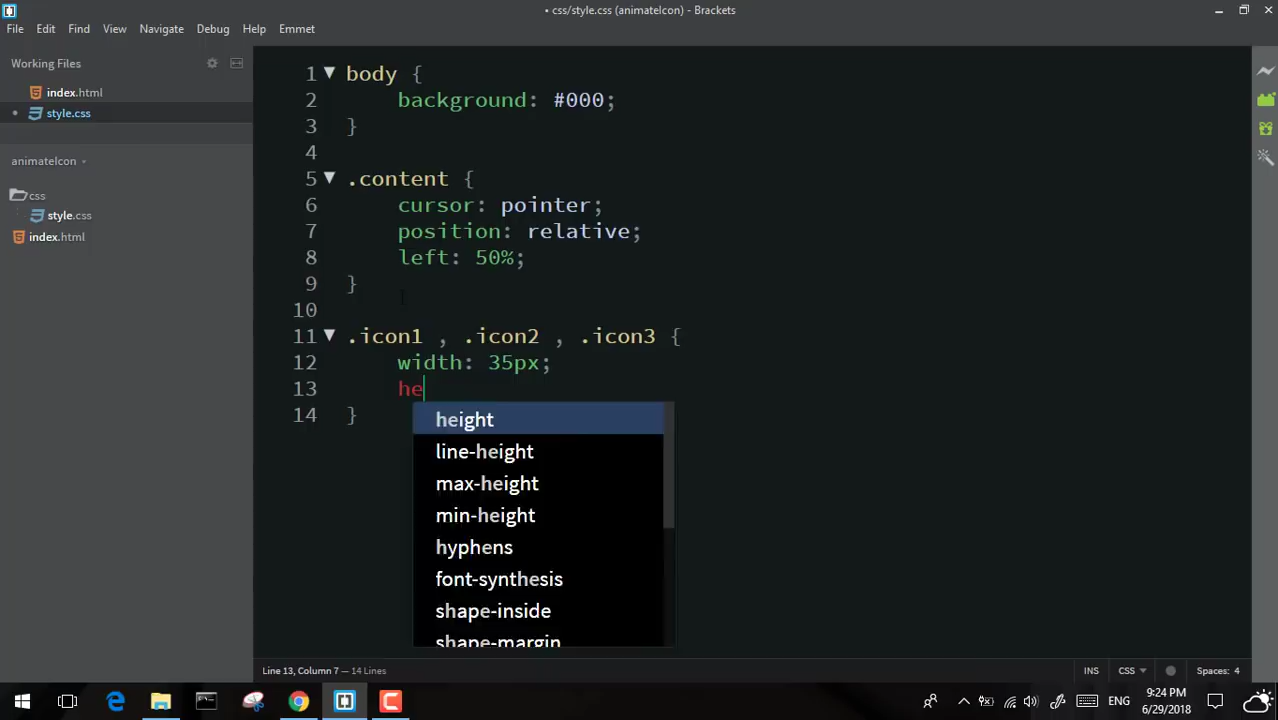 • css/style.css (animateIcon) - Brackets
File Edit Find View Navigate Debug Help Emmet
Working Files
index.html
• style.css
animateIcon
css
style.css
index.html
1 body {
2 background: #000;
3 }
4
5 .content {
6 cursor: pointer;
7 position: relative;
8 left: 50%;
9 }
10
11 .icon1 , .icon2 , .icon3 {
12 width: 35px;
13 he
14 }
height
line-height
max-height
min-height
hyphens
font-synthesis
shape-inside
shape-margin
Line 13, Column 7 — 14 Lines
INS CSS Spaces: 4
ENG
9:24 PM
6/29/2018